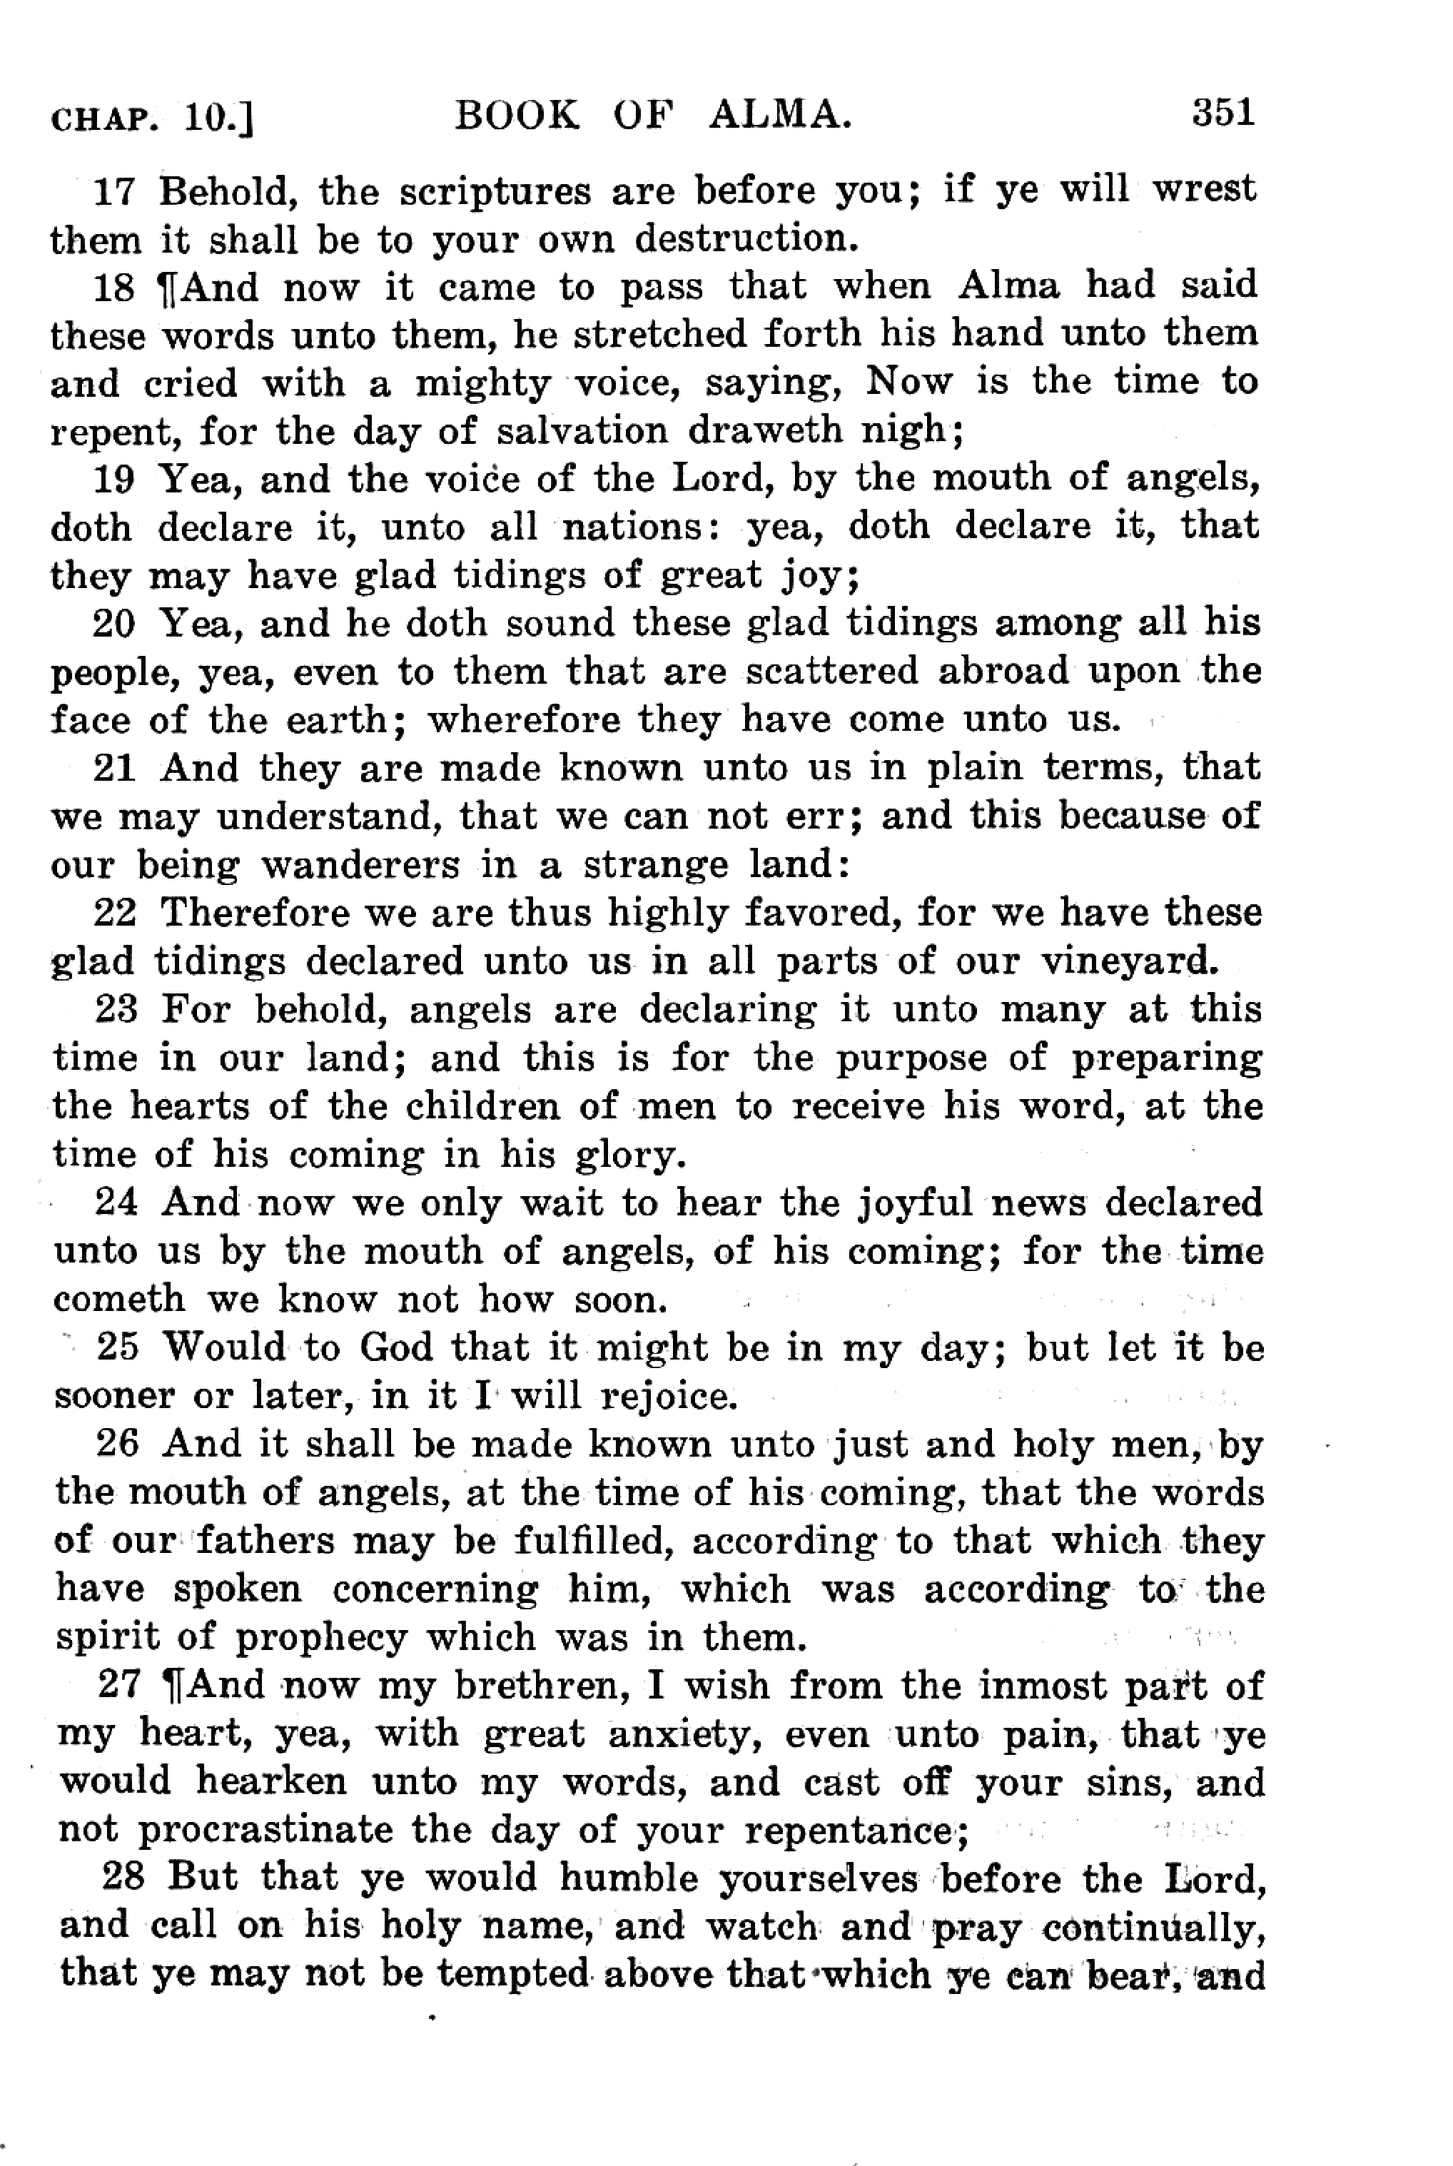 CHAP. 10.] BOOK OF ALMA. 351
17 Behold, the scriptures are before you; if ye will wrest
them it shall be to your own destruction.
18 ¶And now it came to pass that when Alma had said
these words unto them, he stretched forth his hand unto them
and cried with a mighty voice, saying, Now is the time to
repent, for the day of salvation draweth nigh;
19 Yea, and the voice of the Lord, by the mouth of angels,
doth declare it, unto all nations: yea, doth declare it, that
they may have glad tidings of great joy;
20 Yea, and he doth sound these glad tidings among all his
people, yea, even to them that are scattered abroad upon the
face of the earth; wherefore they have come unto us.
21 And they are made known unto us in plain terms, that
we may understand, that we can not err; and this because of
our being wanderers in a strange land:
22 Therefore we are thus highly favored, for we have these
glad tidings declared unto us in all parts of our vineyard.
23 For behold, angels are declaring it unto many at this
time in our land; and this is for the purpose of preparing
the hearts of the children of men to receive his word, at the
time of his coming in his glory.
24 And now we only wait to hear the joyful news declared
unto us by the mouth of angels, of his coming; for the time
cometh we know not how soon.
25 Would to God that it might be in my day; but let it be
sooner or later, in it I will rejoice.
26 And it shall be made known unto just and holy men, by
the mouth of angels, at the time of his coming, that the words
of our fathers may be fulfilled, according to that which they
have spoken concerning him, which was according to the
spirit of prophecy which was in them.
27 ¶And now my brethren, I wish from the inmost part of
my heart, yea, with great anxiety, even unto pain, that ye
would hearken unto my words, and cast off your sins, and
not procrastinate the day of your repentance;
28 But that ye would humble yourselves before the Lord,
and call on his holy name, and watch and pray continually,
that ye may not be tempted above that which ye can bear, and